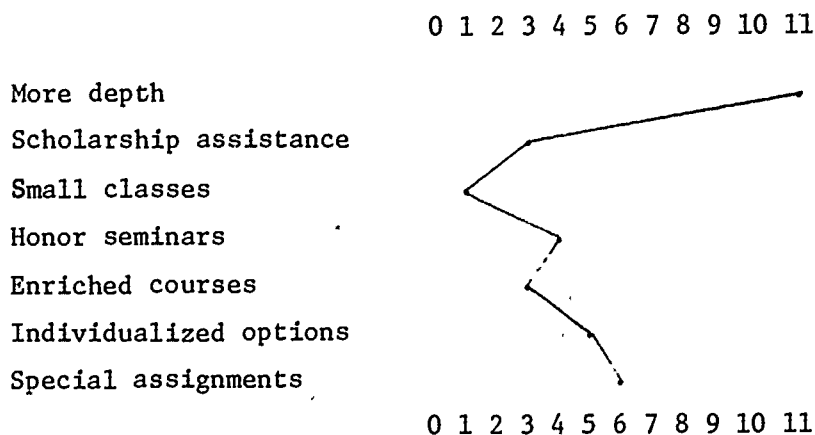 0 1 2 3 4 5 6 7 8 9 10 11
More depth
Scholarship assistance
Small classes
Honor seminars
Enriched courses
Individualized options
Special assignments
0 1 2 3 4 5 6 7 8 9 10 11